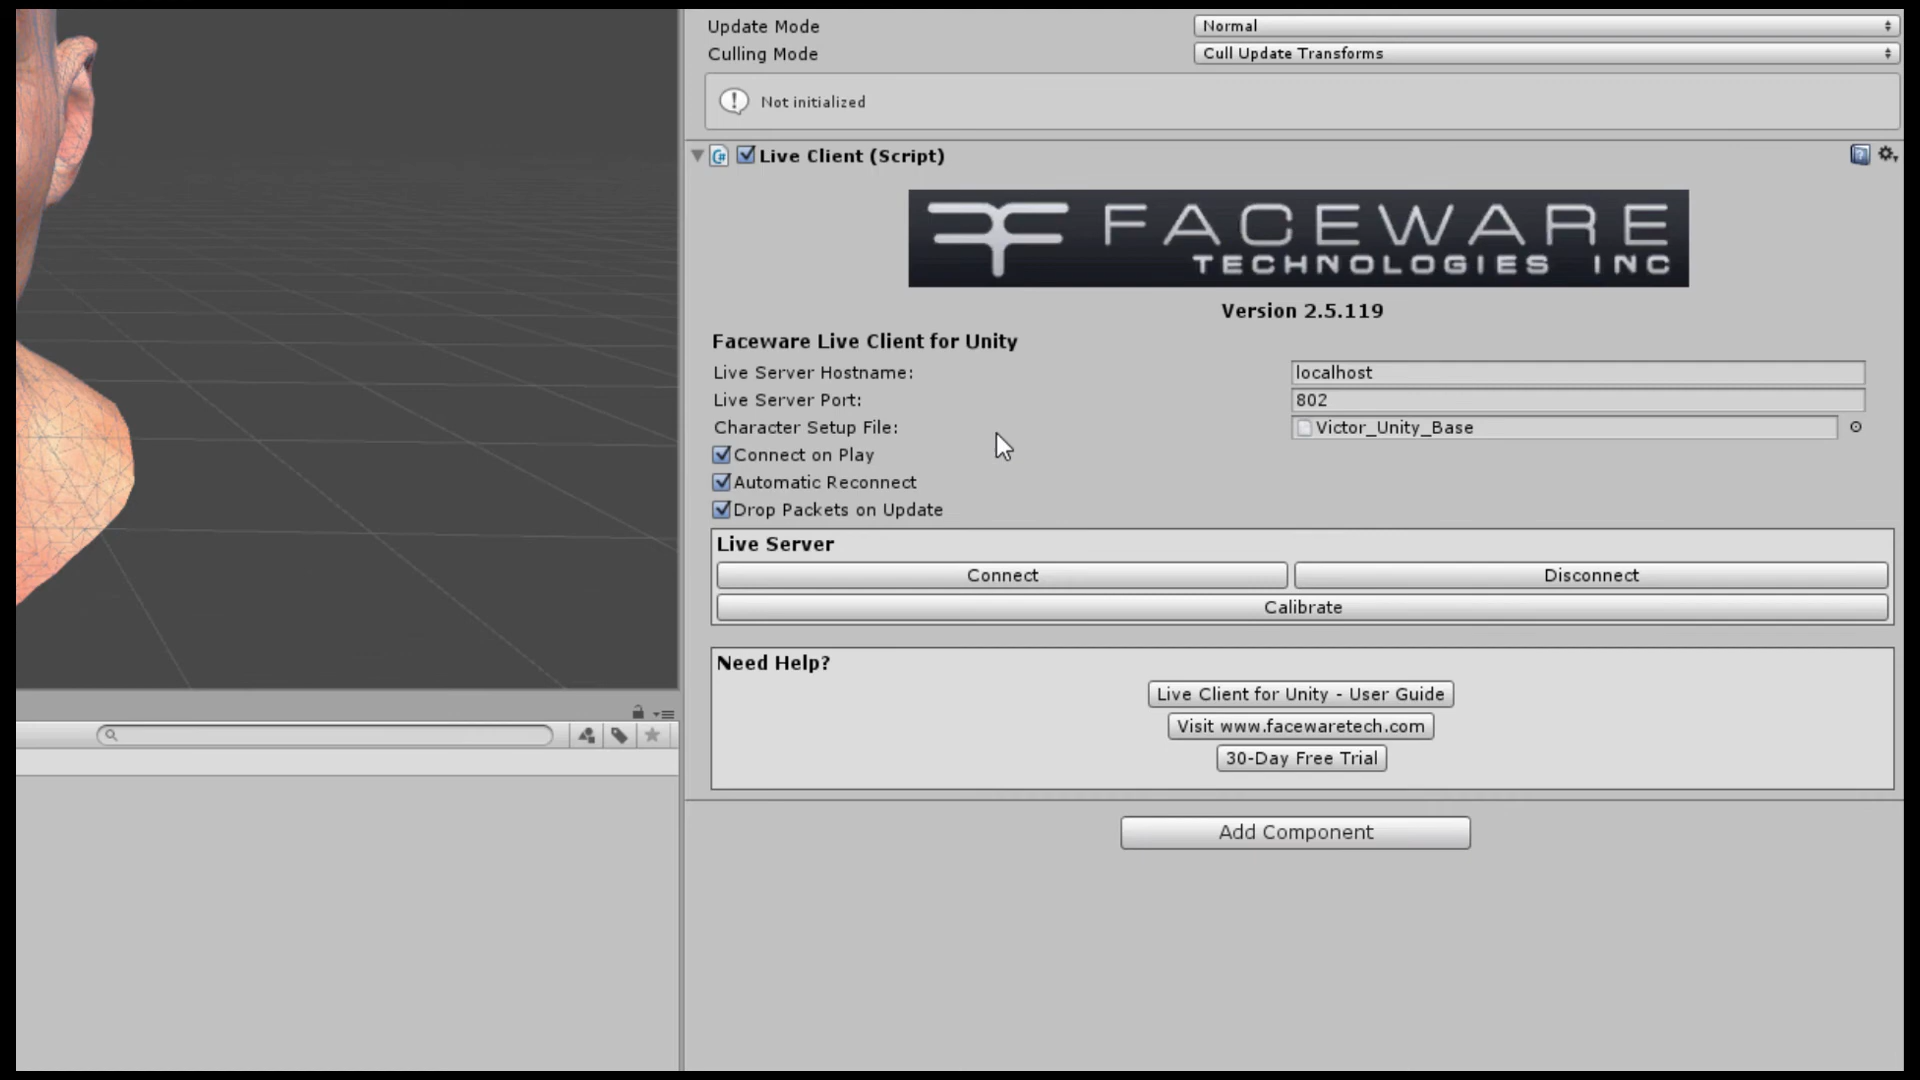 Update Mode Normal
Culling Mode Cull Update Transforms
Not initialized
Live Client (Script)
FACEWARE
TECHNOLOGIES INC
Version 2.5.119
Faceware Live Client for Unity
Live Server Hostname: localhost
Live Server Port: 802
Character Setup File: Victor_Unity_Base
Connect on Play
Automatic Reconnect
Drop Packets on Update
Live Server
Connect Disconnect
Calibrate
Need Help?
Live Client for Unity - User Guide
Visit www.facewaretech.com
30-Day Free Trial
Add Component